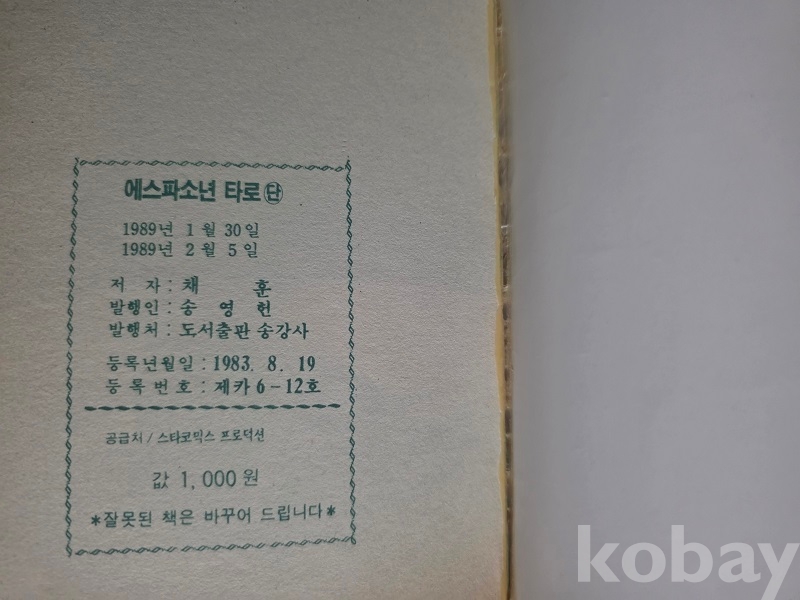 에스파소년 타로 단
1989년 1월 30일
1989년 2월 5일
저 자 : 채 훈
발행인 : 송 영 헌
발행처 : 도서출판 송강사
등록년월일 : 1983. 8. 19
등록번호 : 제카 6-12호
공급처 / 스타코믹스 프로덕션
값 1,000원
*잘못된 책은 바꾸어 드립니다*
kobay